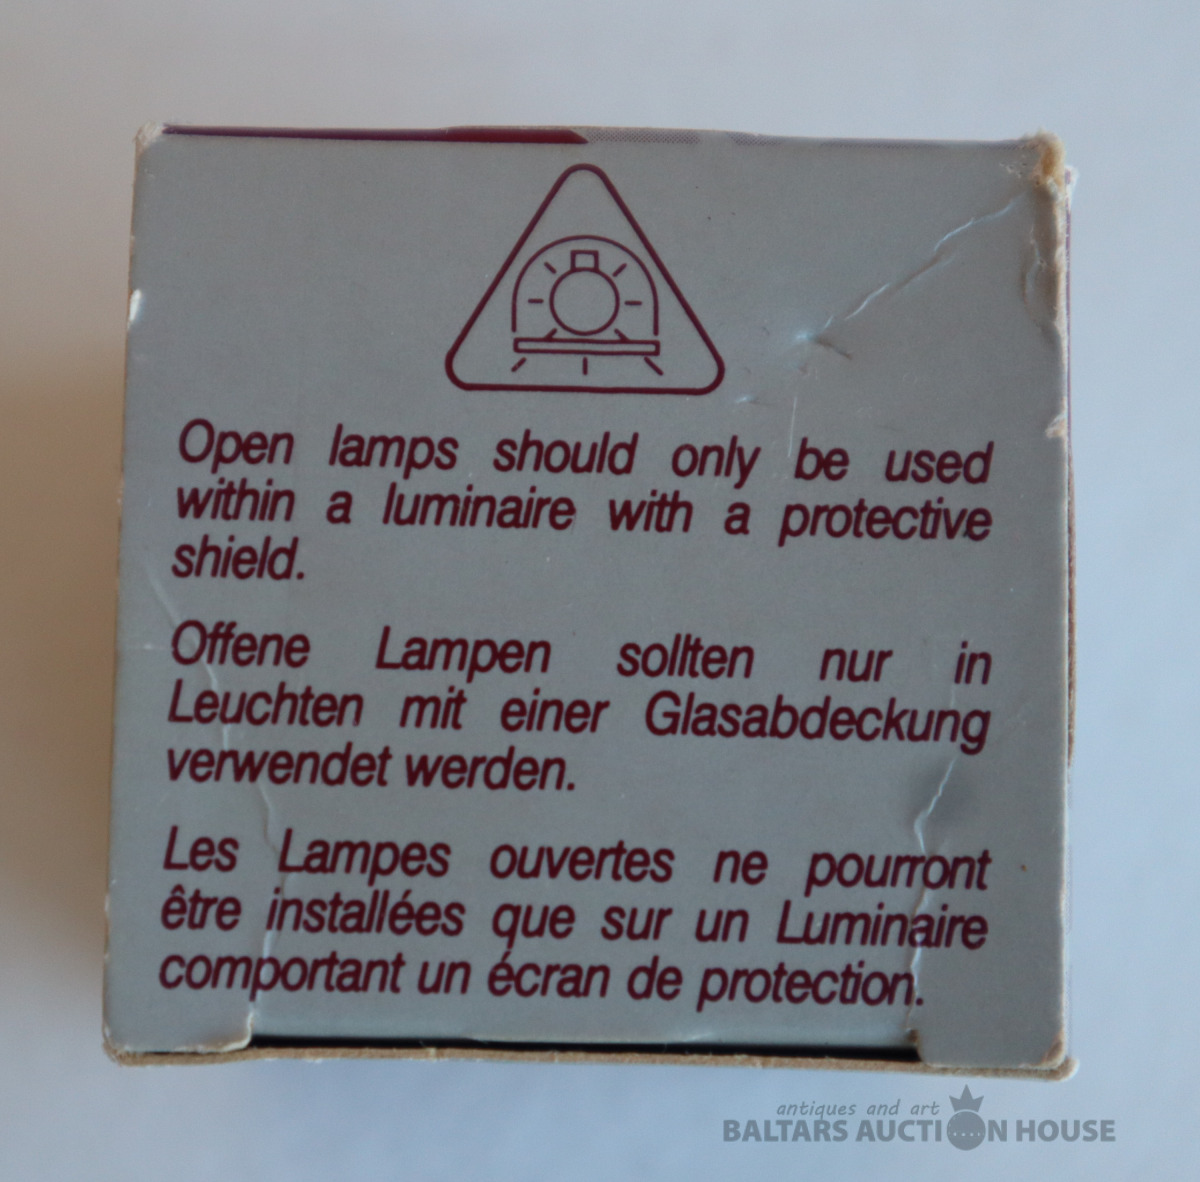 Open lamps should only be used
within a luminaire with a protective
shield.
Offene Lampen sollten nur in
Leuchten mit einer Glasabdeckung
verwendet werden.
Les Lampes ouvertes ne pourront
être installées que sur un Luminaire
comportant un écran de protection.
antiques and art
BALTARS AUCTION HOUSE